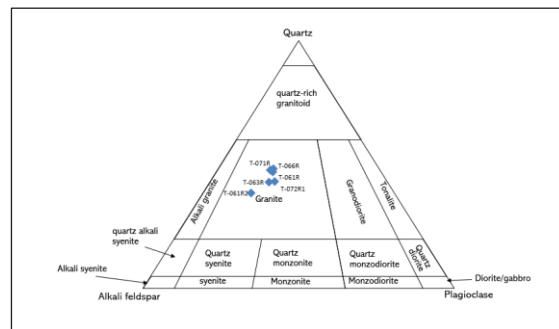 Quartz
quartz-rich
granitoid
T-071R
T-066R
T-063R
T-061R
T-061R2
T-072R1
Granite
Alkali granite
Granodiorite
Tonalite
quartz alkali
syenite
Quartz
syenite
Quartz
monzonite
Quartz
monzodiorite
Quartz
diorite
Alkali syenite
syenite
Monzonite
Monzodiorite
Diorite/gabbro
Alkali feldspar
Plagioclase